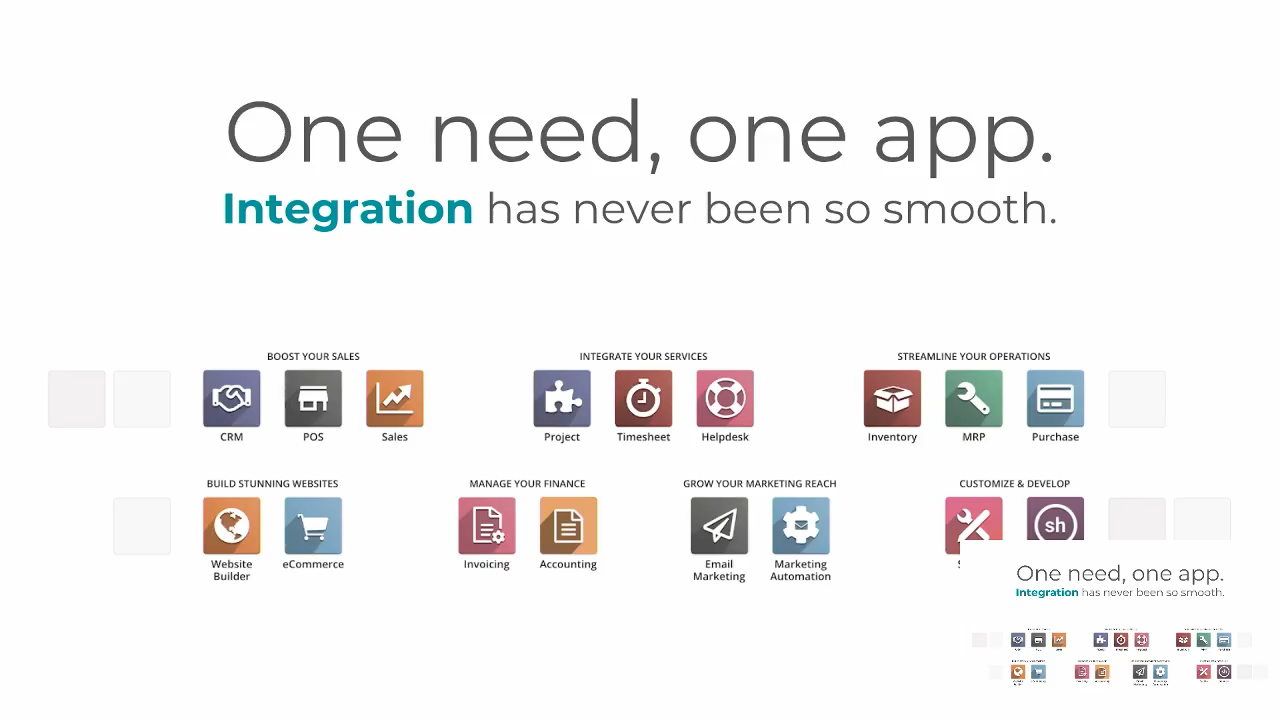 One need, one app.
Integration has never been so smooth.
BOOST YOUR SALES
INTEGRATE YOUR SERVICES
STREAMLINE YOUR OPERATIONS
CRM
POS
Sales
Project
Timesheet
Helpdesk
Inventory
MRP
Purchase
BUILD STUNNING WEBSITES
MANAGE YOUR FINANCE
GROW YOUR MARKETING REACH
CUSTOMIZE & DEVELOP
sh
Website
Builder
eCommerce
Invoicing
Accounting
Email
Marketing
Marketing
Automation
One need, one app.
Integration has never been so smooth.